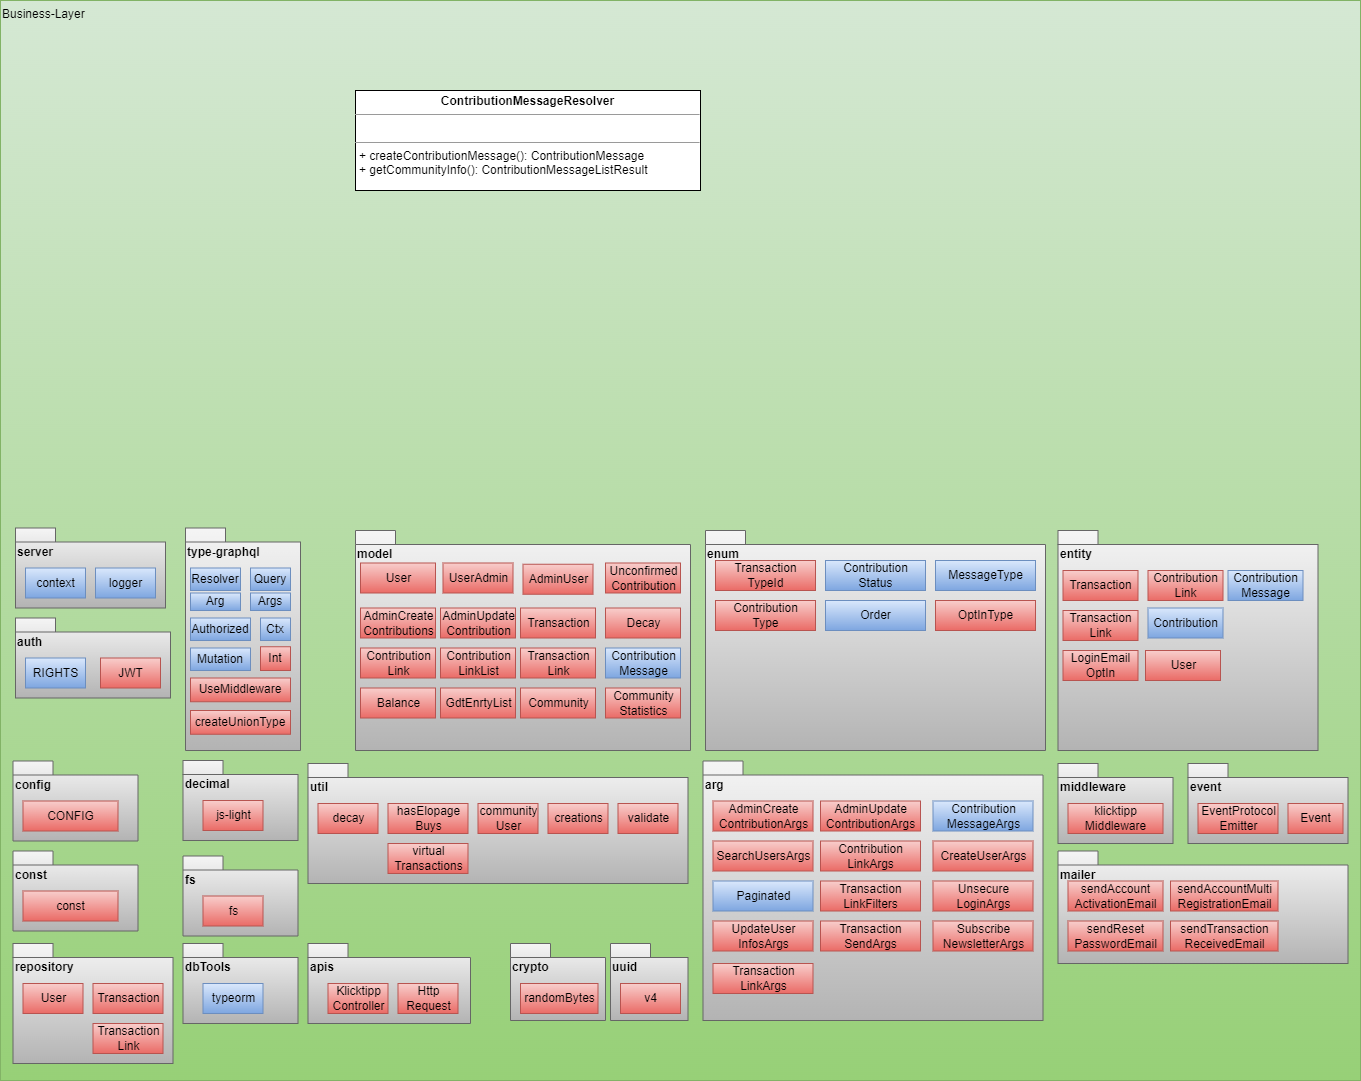 Business-Layer
ContributionMessageResolver
+ createContributionMessage(): ContributionMessage
+ getCommunityInfo(): ContributionMessageListResult
server
context
logger
auth
RIGHTS
JWT
type-graphql
Resolver
Query
Arg
Args
Authorized
Ctx
Mutation
Int
UseMiddleware
createUnionType
model
User
UserAdmin
AdminUser
Unconfirmed
Contribution
AdminCreate
Contributions
AdminUpdate
Contribution
Transaction
Decay
Contribution
Link
Contribution
LinkList
Transaction
Link
Contribution
Message
Balance
GdtEnrtyList
Community
Community
Statistics
enum
Transaction
TypeId
Contribution
Status
MessageType
Contribution
Type
Order
OptInType
entity
Transaction
Contribution
Link
Contribution
Message
Transaction
Link
Contribution
LoginEmail
OptIn
User
config
CONFIG
const
const
decimal
js-light
fs
fs
util
decay
hasElopage
Buys
community
User
creations
validate
virtual
Transactions
arg
AdminCreate
ContributionArgs
AdminUpdate
ContributionArgs
Contribution
MessageArgs
SearchUsersArgs
Contribution
LinkArgs
CreateUserArgs
Paginated
Transaction
LinkFilters
Unsecure
LoginArgs
UpdateUser
InfosArgs
Transaction
SendArgs
Subscribe
NewsletterArgs
Transaction
LinkArgs
middleware
klicktipp
Middleware
event
EventProtocol
Emitter
Event
mailer
sendAccount
ActivationEmail
sendAccountMulti
RegistrationEmail
sendReset
PasswordEmail
sendTransaction
ReceivedEmail
repository
User
Transaction
Transaction
Link
dbTools
typeorm
apis
Klicktipp
Controller
Http
Request
crypto
randomBytes
uuid
v4